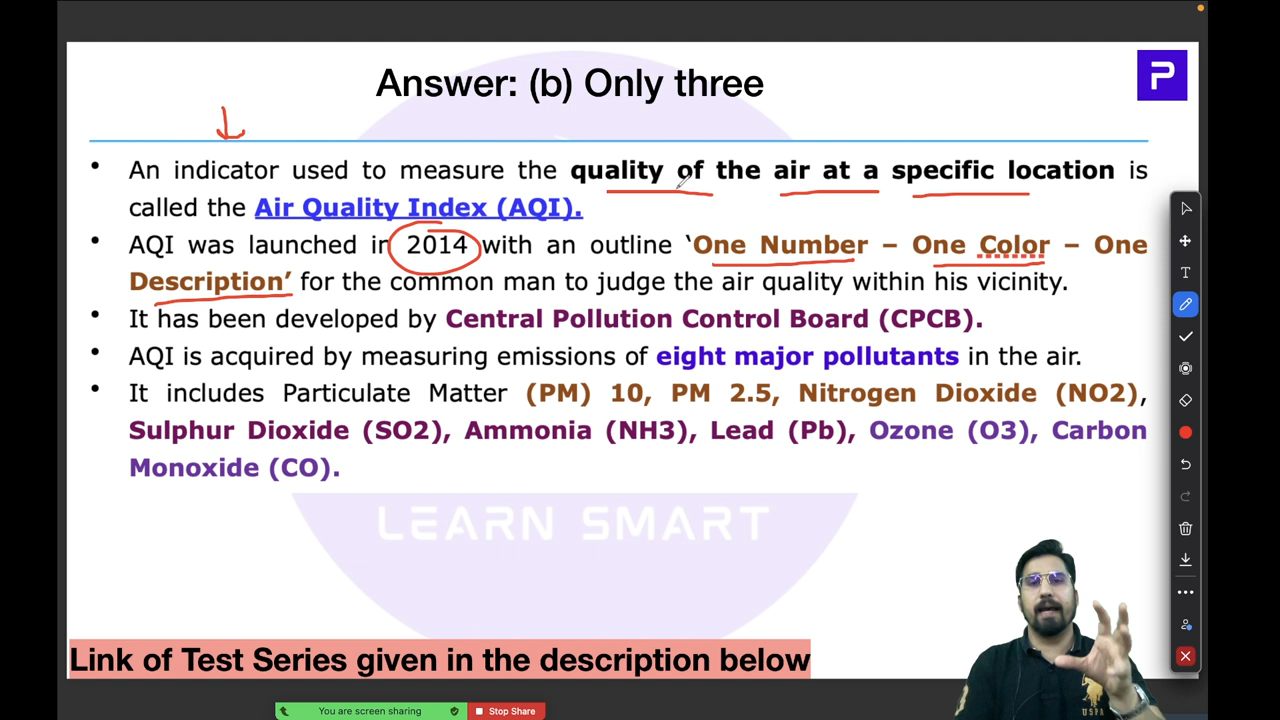 Answer: (b) Only three
P
• An indicator used to measure the quality of the air at a specific location is
called the Air Quality Index (AQI).
• AQI was launched in 2014 with an outline ‘One Number – One Color – One
Description’ for the common man to judge the air quality within his vicinity.
• It has been developed by Central Pollution Control Board (CPCB).
• AQI is acquired by measuring emissions of eight major pollutants in the air.
• It includes Particulate Matter (PM) 10, PM 2.5, Nitrogen Dioxide (NO2),
Sulphur Dioxide (SO2), Ammonia (NH3), Lead (Pb), Ozone (O3), Carbon
Monoxide (CO).
LEARN SMART
Link of Test Series given in the description below
USPA
You are screen sharing
Stop Share